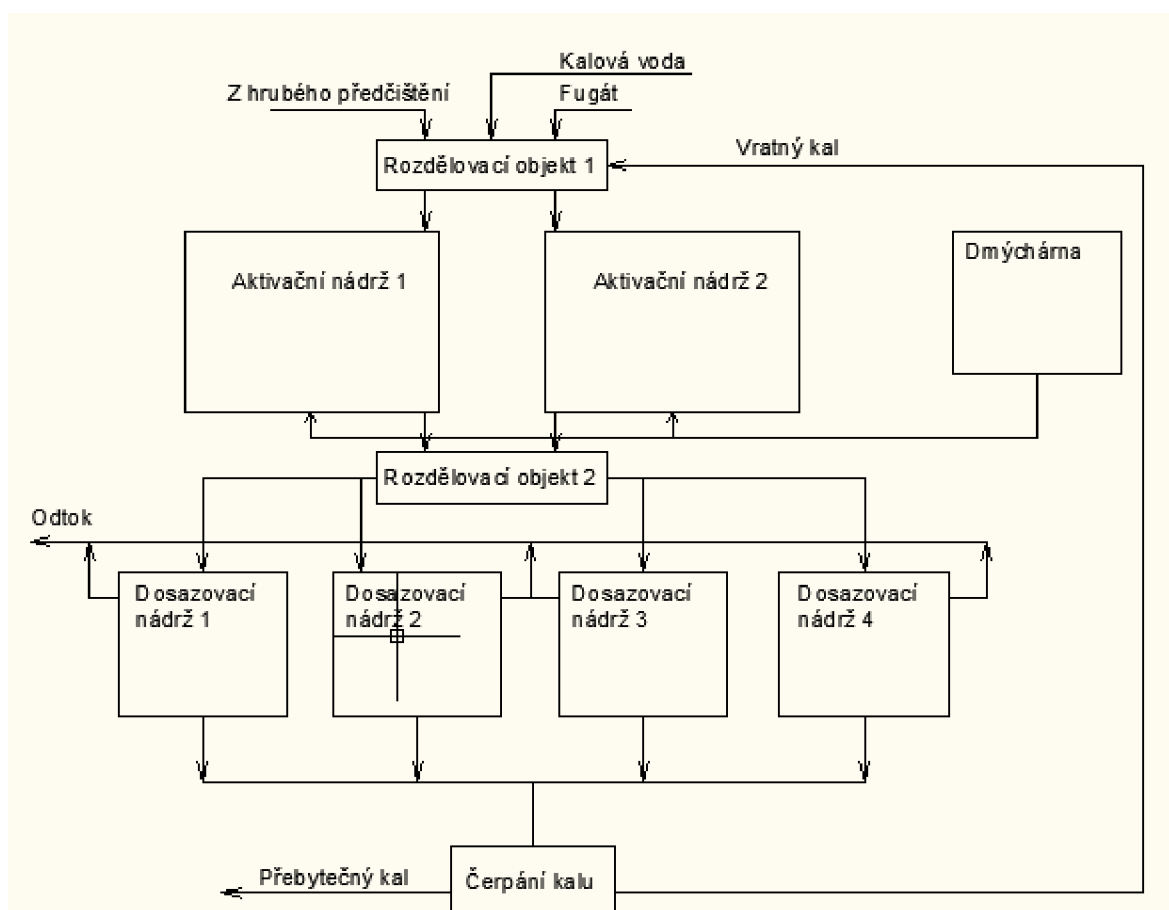 Kalová voda
Z hrubého předčištění
Fugát
Rozdělovací objekt 1
Vratný kal
Aktivační nádrž 1
Aktivační nádrž 2
Dmýchárna
Rozdělovací objekt 2
Odtok
Dosazovací
nádrž 1
Dosazovací
nádrž 2
Dosazovací
nádrž 3
Dosazovací
nádrž 4
Přebytečný kal
Čerpání kalu